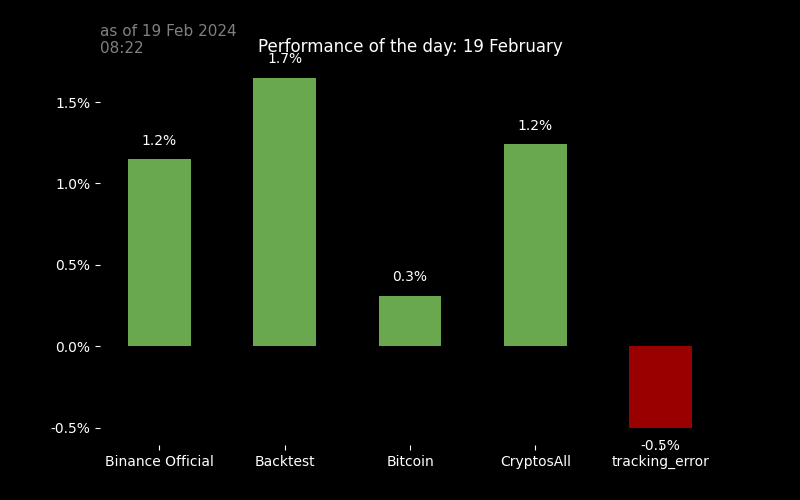 as of 19 Feb 2024
08:22
Performance of the day: 19 February
1.7%
1.5%
1.2%
1.2%
1.0%
0.5%
0.3%
0.0%
-0.5%
-0.5%
Binance Official
Backtest
Bitcoin
CryptosAll
tracking_error